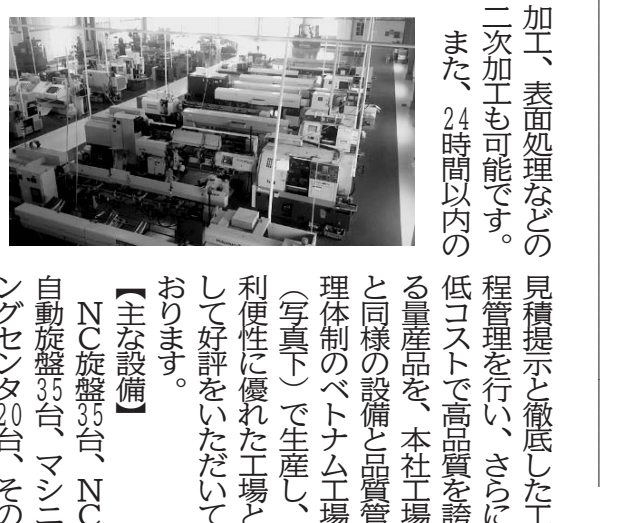 加工、表面処理などの
二次加工も可能です。
また、24時間以内の
見積提示と徹底した工
程管理を行い、さらに
低コストで高品質を誇
る量産品を、本社工場
と同様の設備と品質管
理体制のベトナム工場
（写真下）で生産し、
利便性に優れた工場と
して好評をいただいて
おります。
【主な設備】
ＮＣ旋盤35台、ＮＣ
自動旋盤35台、マシニ
ングセンタ20台、その